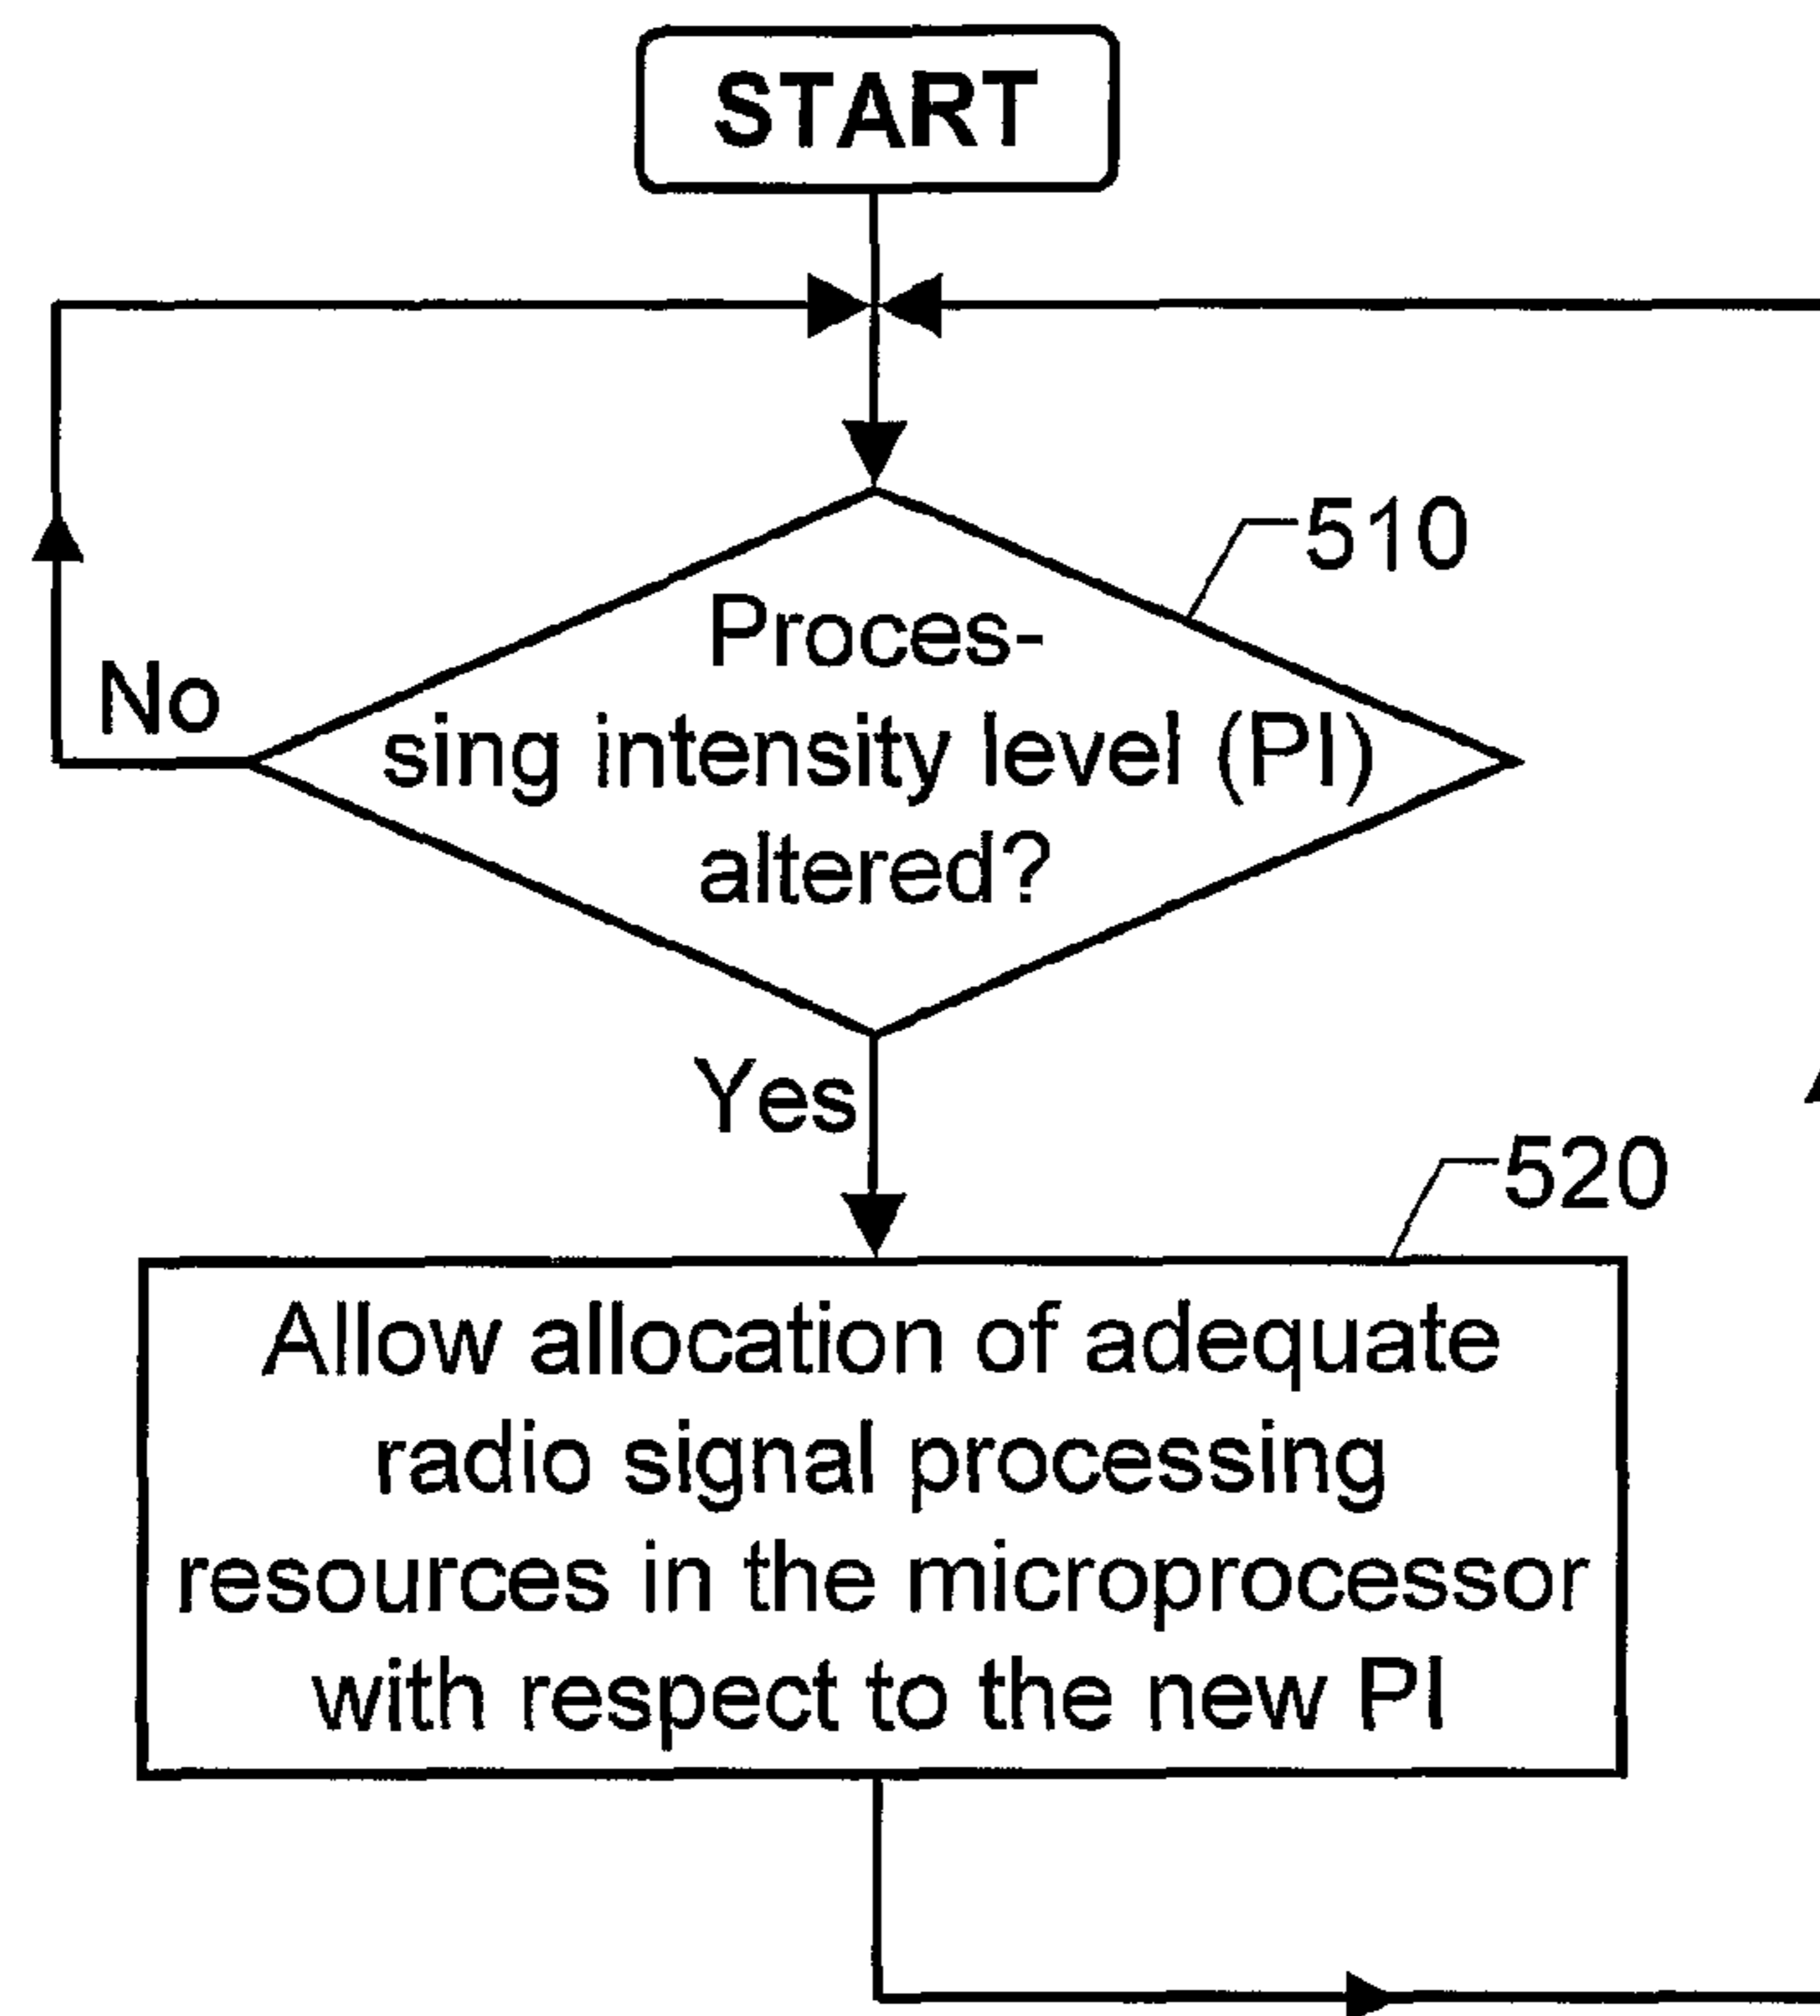 START
510
Proces-
sing intensity level (PI)
altered?
No
Yes
520
Allow allocation of adequate
radio signal processing
resources in the microprocessor
with respect to the new PI